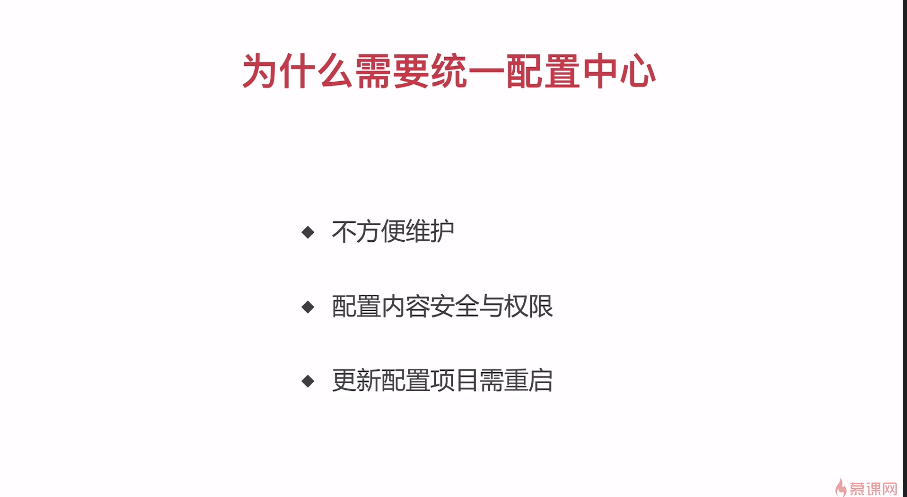 为什么需要统一配置中心
不方便维护
配置内容安全与权限
更新配置项目需重启
慕课网